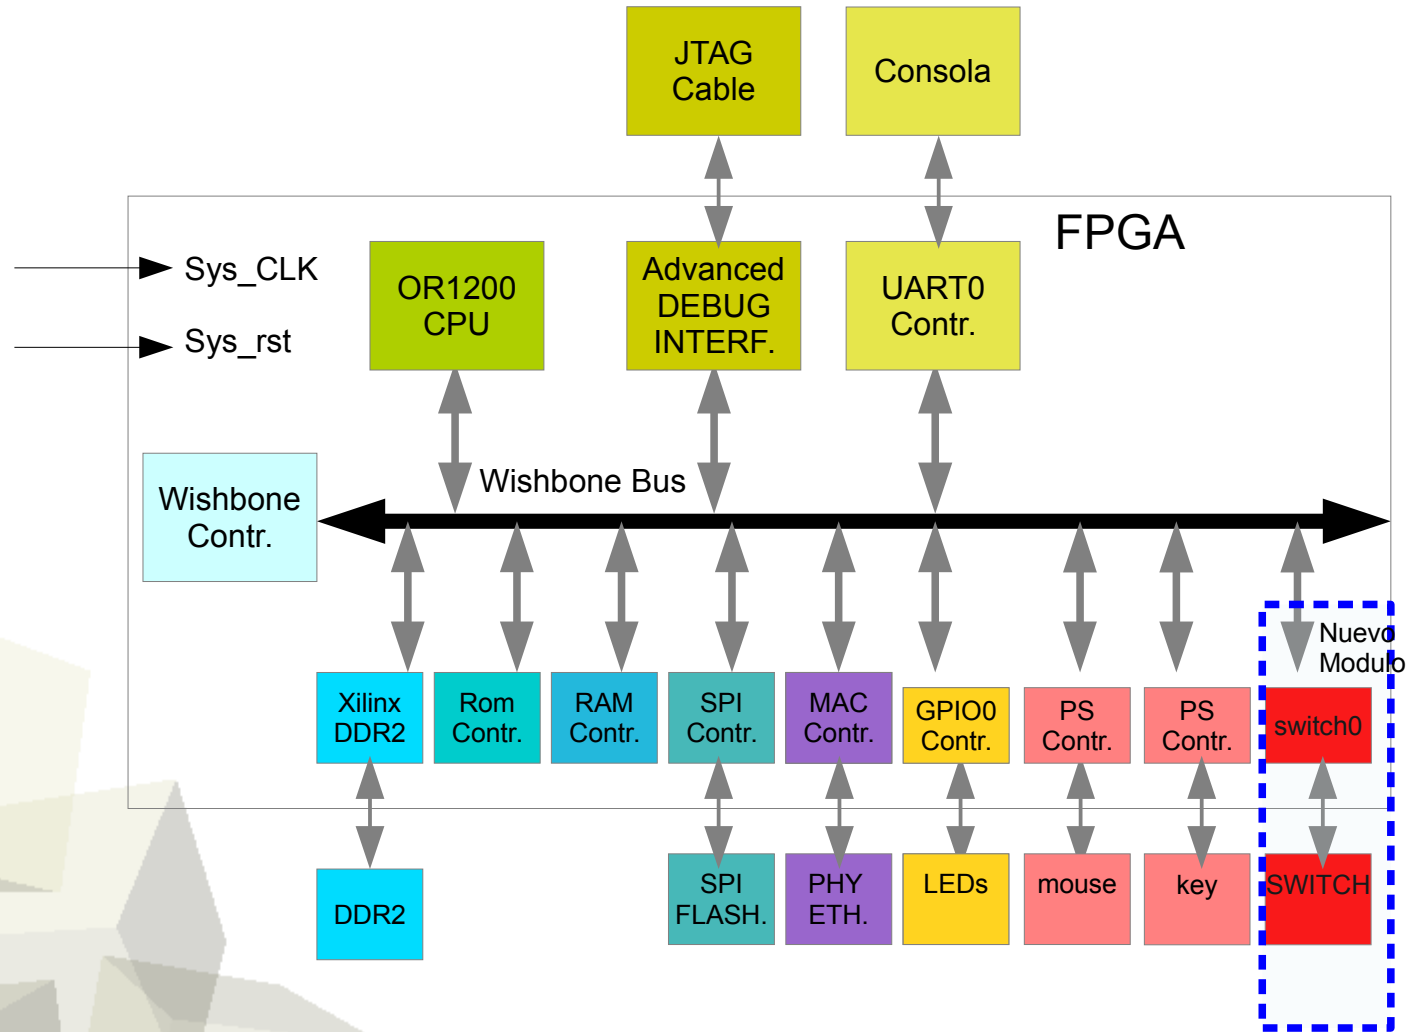 JTAG
Cable
Consola
FPGA
Sys_CLK
Sys_rst
OR1200
CPU
Advanced
DEBUG
INTERF.
UART0
Contr.
Wishbone
Contr.
Wishbone Bus
Nuevo
Modulo
Xilinx
DDR2
Rom
Contr.
RAM
Contr.
SPI
Contr.
MAC
Contr.
GPIO0
Contr.
PS
Contr.
PS
Contr.
switch0
DDR2
SPI
FLASH.
PHY
ETH.
LEDs
mouse
key
SWITCH